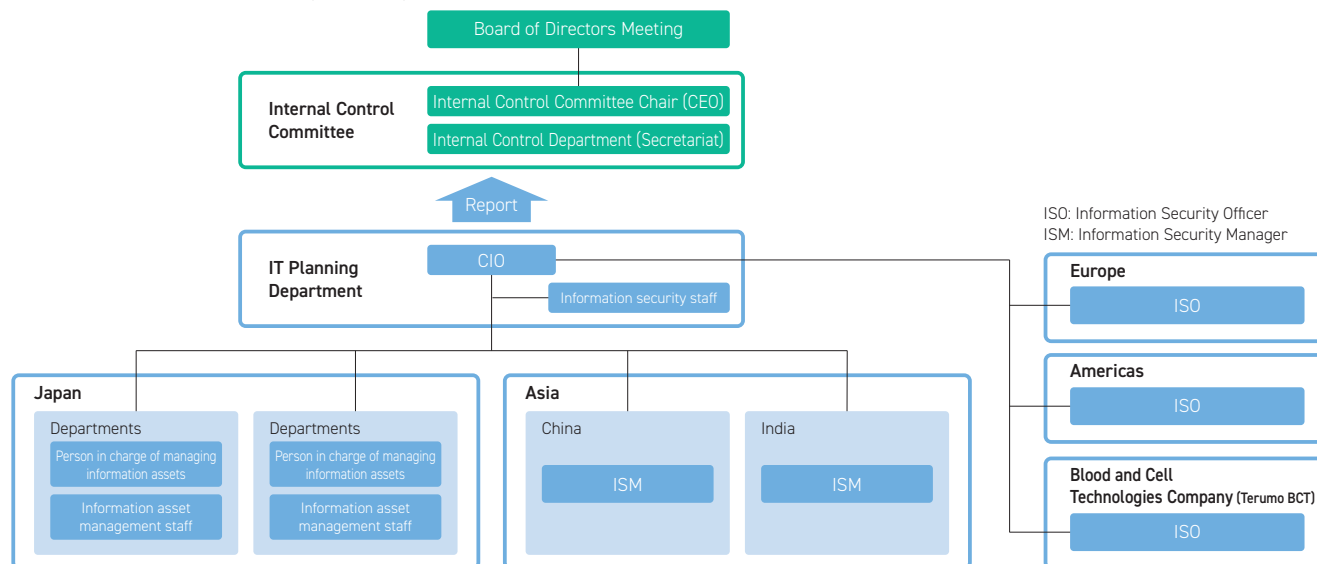 Board of Directors Meeting
Internal Control
Committee
Internal Control Committee Chair (CEO)
Internal Control Department (Secretariat)
Report
ISO: Information Security Officer
ISM: Information Security Manager
IT Planning
Department
CIO
Information security staff
Europe
ISO
Americas
ISO
Blood and Cell
Technologies Company (Terumo BCT)
ISO
Japan
Departments
Person in charge of managing
information assets
Information asset
management staff
Departments
Person in charge of managing
information assets
Information asset
management staff
Asia
China
ISM
India
ISM